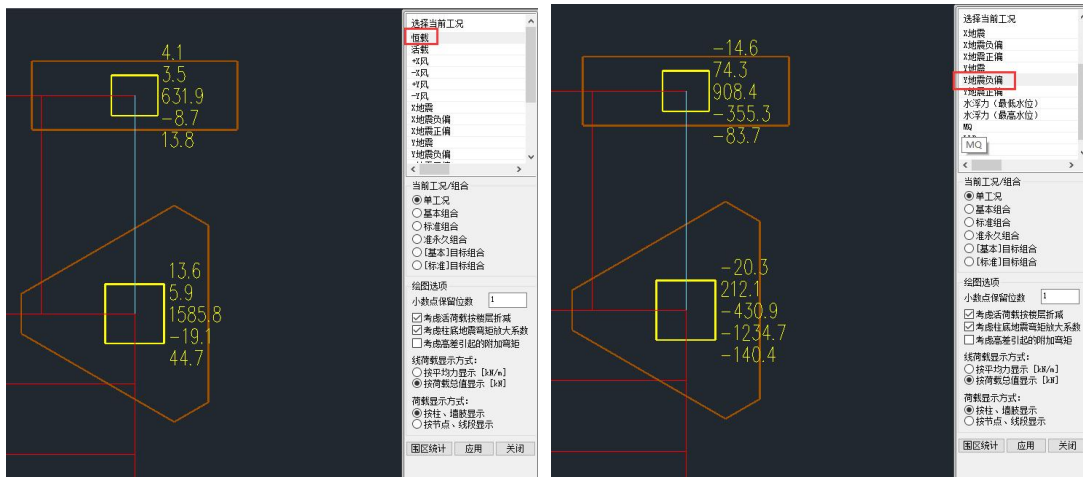 4.1
3.5
631.9
-8.7
13.8
13.6
5.9
1585.8
-19.1
44.7
选择当前工况
恒载
活载
+X风
-X风
+Y风
-Y风
X地震
X地震负偏
X地震正偏
Y地震
Y地震负偏
当前工况/组合
单工况
基本组合
标准组合
准永久组合
[基本]目标组合
[标准]目标组合
绘图选项
小数点保留位数 1
考虑活荷载按楼层折减
考虑柱底地震弯矩放大系数
考虑高差引起的附加弯矩
线荷载显示方式:
按平均力显示 [kN/m]
按荷载总值显示 [kN]
荷载显示方式:
按柱、墙肢显示
按节点、线段显示
围区统计 应用 关闭
-14.6
74.3
908.4
-355.3
-83.7
-20.3
212.1
-430.9
-1234.7
-140.4
选择当前工况
X地震
X地震负偏
X地震正偏
Y地震
Y地震负偏
Y地震正偏
水浮力（最低水位）
水浮力（最高水位）
MQ
MQ
当前工况/组合
单工况
基本组合
标准组合
准永久组合
[基本]目标组合
[标准]目标组合
绘图选项
小数点保留位数 1
考虑活荷载按楼层折减
考虑柱底地震弯矩放大系数
考虑高差引起的附加弯矩
线荷载显示方式:
按平均力显示 [kN/m]
按荷载总值显示 [kN]
荷载显示方式:
按柱、墙肢显示
按节点、线段显示
围区统计 应用 关闭